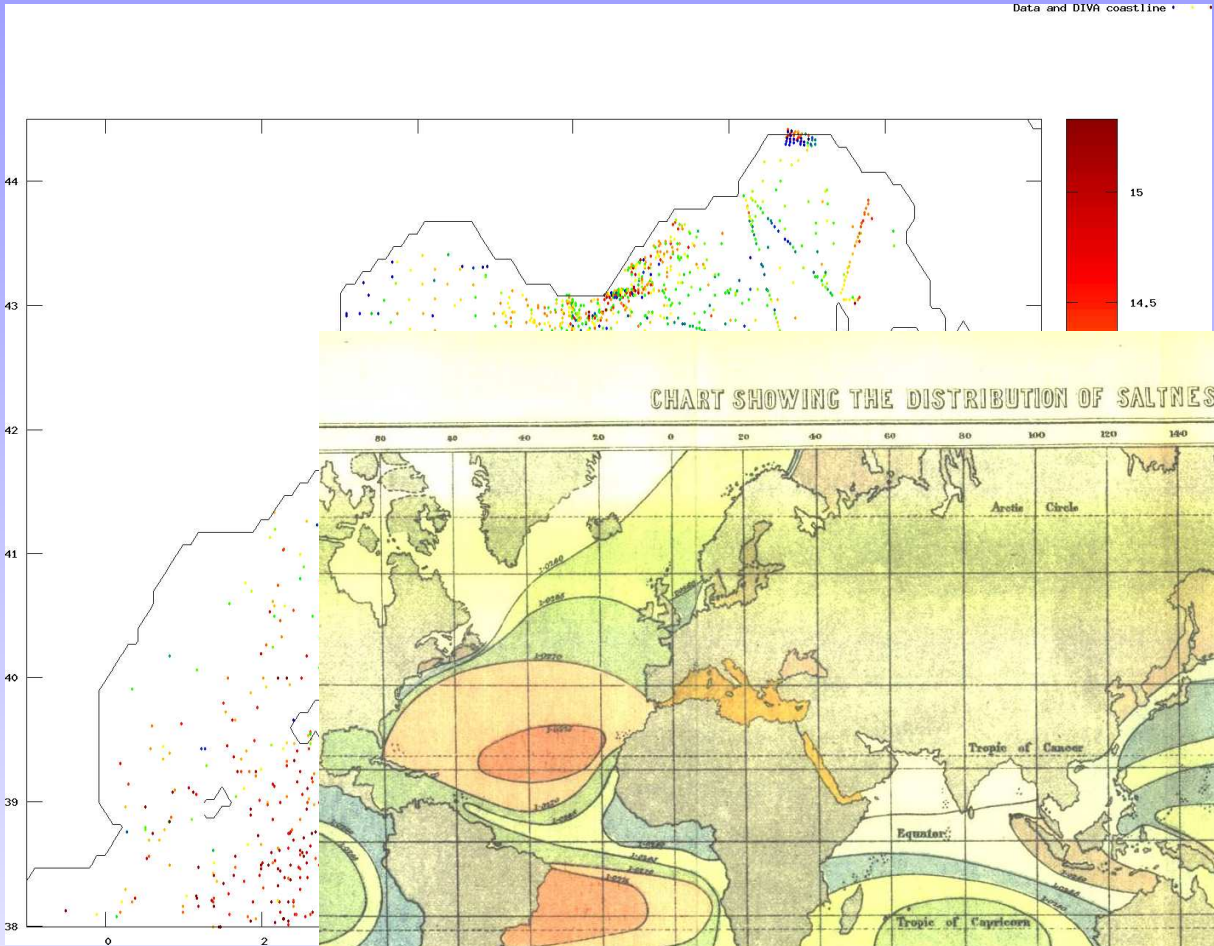 Data and DIVA coastline
44
15
43
14.5
42
CHART SHOWING THE DISTRIBUTION OF SALTNES
80 60 40 20 0 20 40 60 80 100 120 140
Arctic Circle
41
40
Tropic of Cancer
39
Equator
Tropic of Capricorn
38
0 2